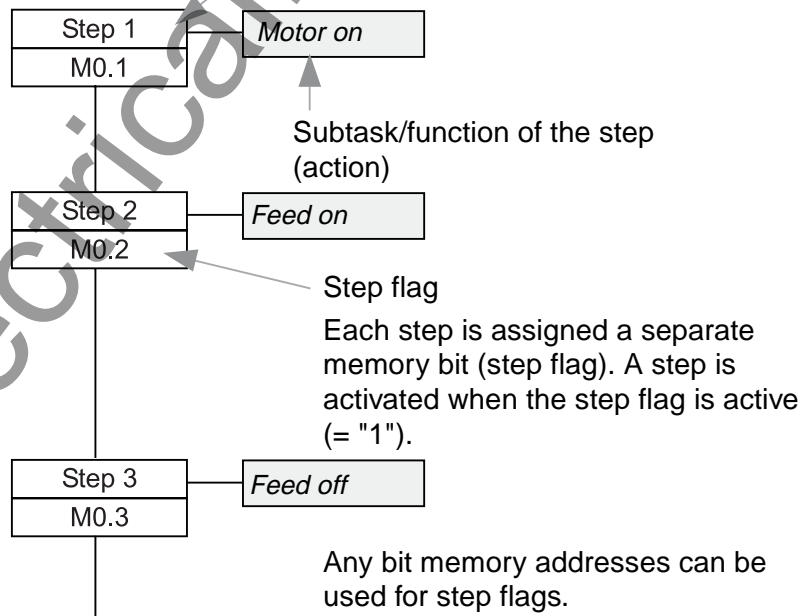 Step 1
Motor on
M0.1
Subtask/function of the step
(action)
Step 2
Feed on
M0.2
Step flag
Each step is assigned a separate
memory bit (step flag). A step is
activated when the step flag is active
(= "1").
Step 3
Feed off
M0.3
Any bit memory addresses can be
used for step flags.